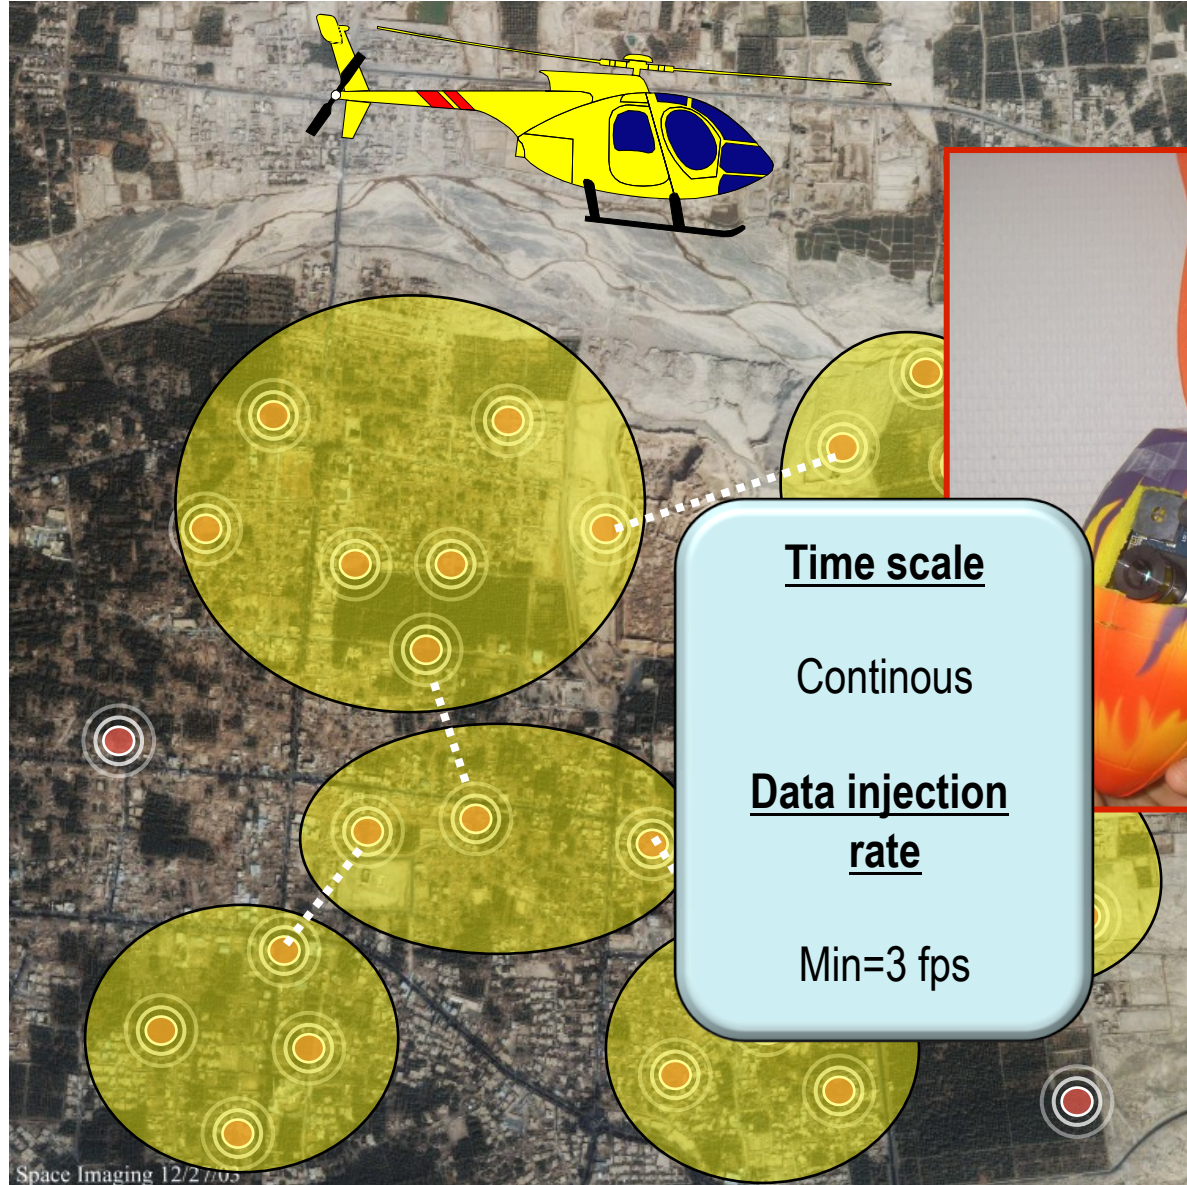 Time scale
Continous
Data injection
rate
Min=3 fps
Space Imaging 12/27/03